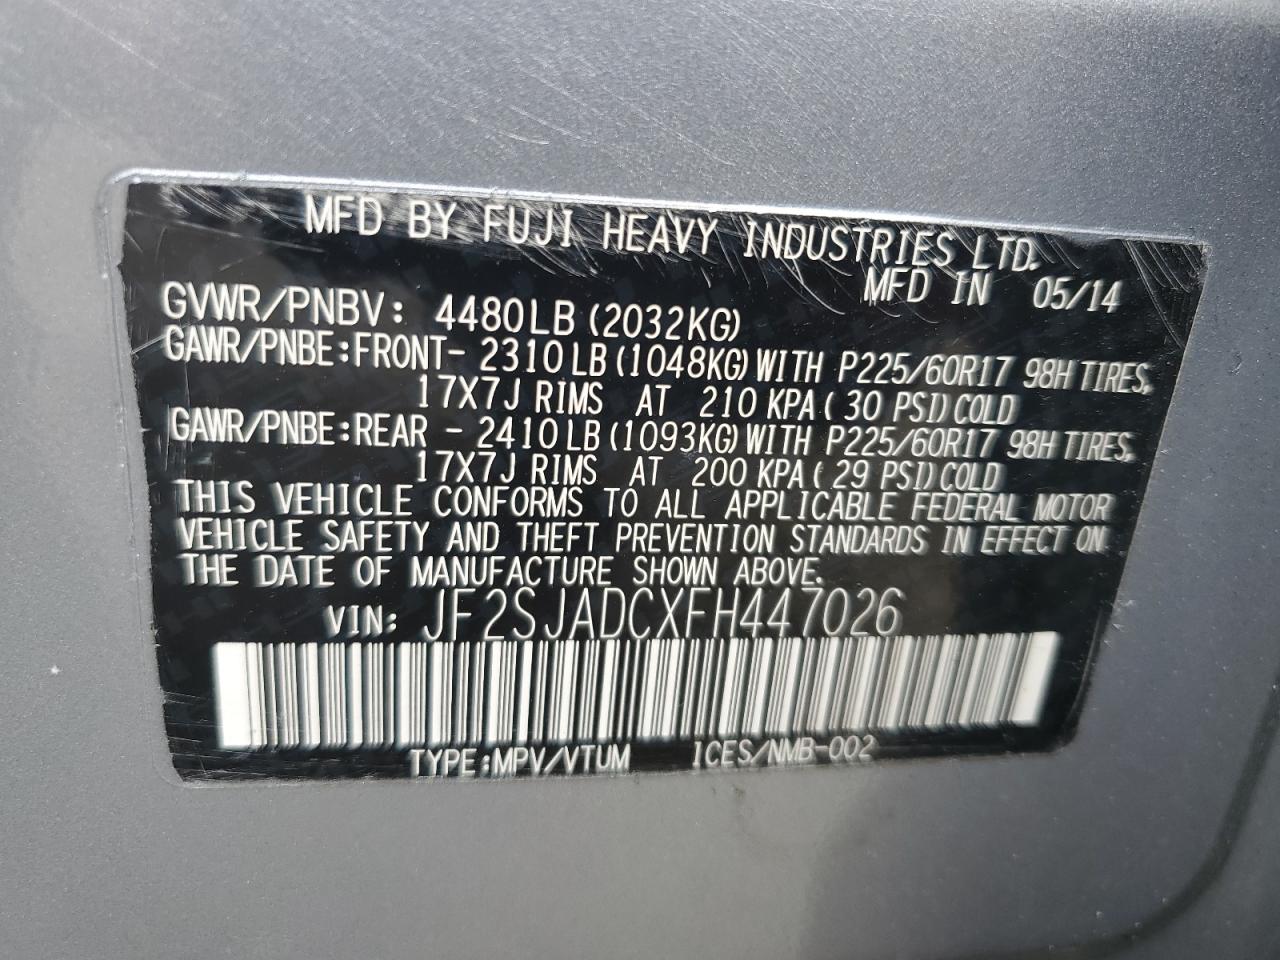 MFD BY FUJI HEAVY INDUSTRIES LTD.
MFD IN 05/14
GVWR/PNBV: 4480LB (2032KG)
GAWR/PNBE:FRONT- 2310LB (1048KG) WITH P225/60R17 98H TIRES,
17X7J RIMS AT 210 KPA ( 30 PSI) COLD
GAWR/PNBE:REAR - 2410LB (1093KG) WITH P225/60R17 98H TIRES,
17X7J RIMS AT 200 KPA ( 29 PSI) COLD
THIS VEHICLE CONFORMS TO ALL APPLICABLE FEDERAL MOTOR
VEHICLE SAFETY AND THEFT PREVENTION STANDARDS IN EFFECT ON
THE DATE OF MANUFACTURE SHOWN ABOVE.
VIN: JF2SJADCXFH447026
TYPE:MPV/VTUM ICES/NMB-002